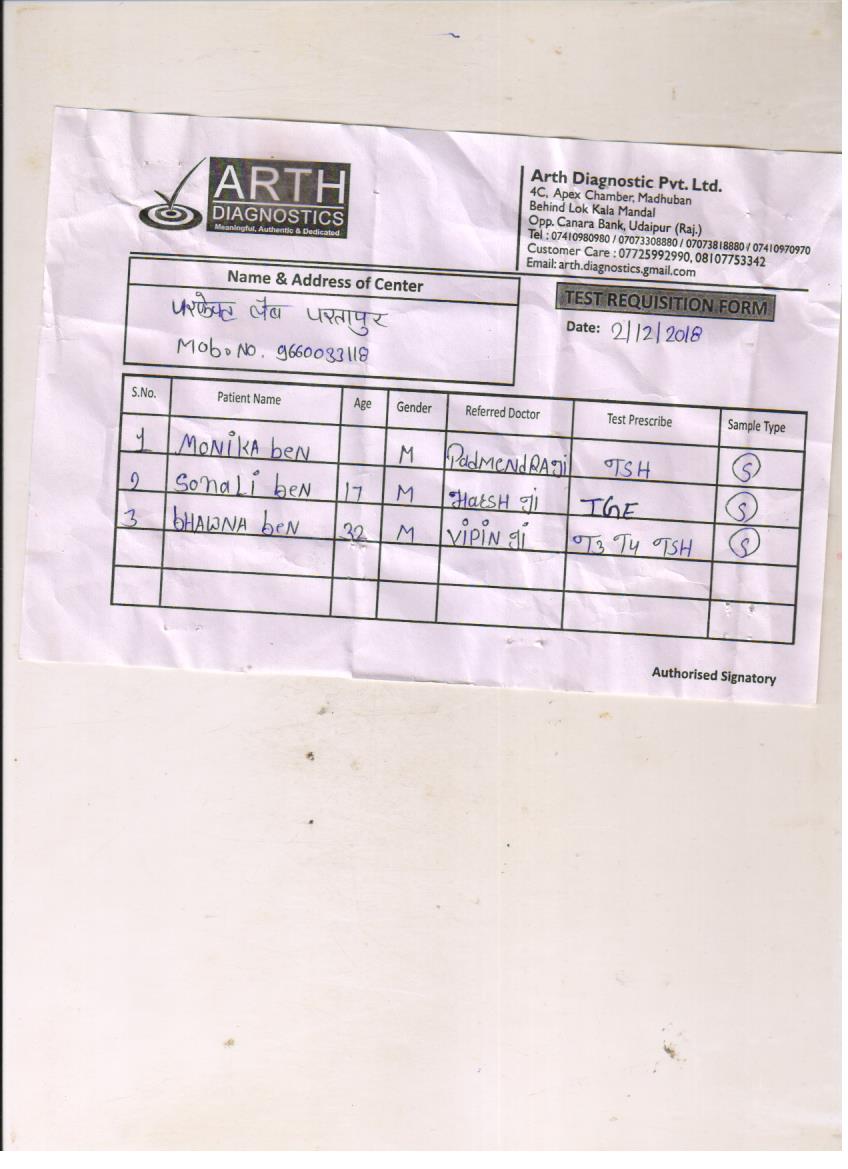 ARTH
DIAGNOSTICS
Meaningful, Authentic & Dedicated
Arth Diagnostic Pvt. Ltd.
4C, Apex Chamber, Madhuban
Behind Lok Kala Mandal
Opp. Canara Bank, Udaipur (Raj.)
Tel : 07410980980 / 07073308880 / 07073818880 / 07410970970
Customer Care : 07725992990, 08107753342
Email: arth.diagnostics.gmail.com
Name & Address of Center
परफेक्ट लैब परतापुर
Mob. NO. 9660033118
TEST REQUISITION FORM
Date: 2/12/2018
S.No. Patient Name Age Gender Referred Doctor Test Prescribe Sample Type
1 MONIKA beN M PadMENdRA ji TSH S
2 SONALi beN 17 M HaRSH ji IGE S
3 bHAWNA beN 32 M ViPiN ji T3 T4 TSH S
Authorised Signatory